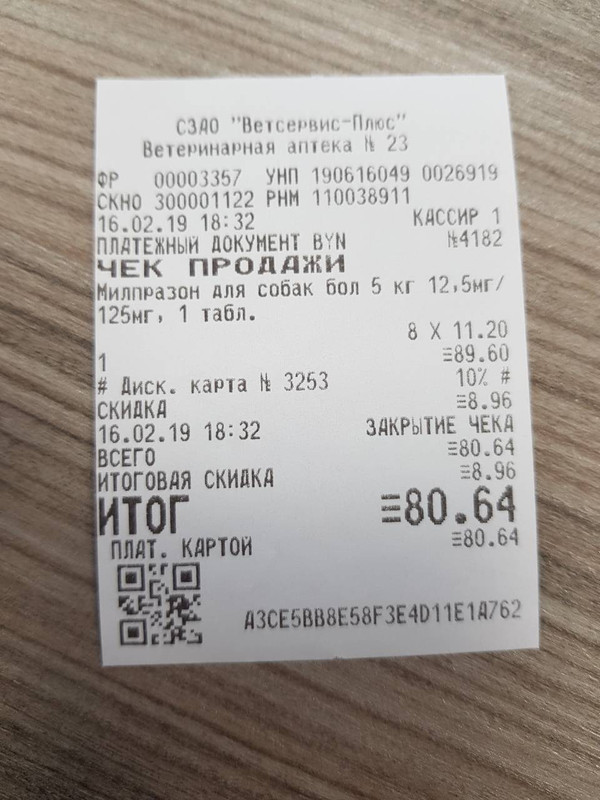 СЗАО "Ветсервис-Плюс"
Ветеринарная аптека № 23
ФР 00003357 УНП 190616049 0026919
СКНО 300001122 РНМ 110038911
16.02.19 18:32 КАССИР 1
ПЛАТЕЖНЫЙ ДОКУМЕНТ BYN №4182
ЧЕК ПРОДАЖИ
Милпразон для собак бол 5 кг 12,5мг/
125мг, 1 табл.
8 X 11.20
1 ≡89.60
# Диск. карта № 3253 10% #
СКИДКА ≡8.96
16.02.19 18:32 ЗАКРЫТИЕ ЧЕКА
ВСЕГО ≡80.64
ИТОГОВАЯ СКИДКА ≡8.96
ИТОГ ≡80.64
ПЛАТ. КАРТОЙ ≡80.64
A3CE5BB8E58F3E4D11E1A762